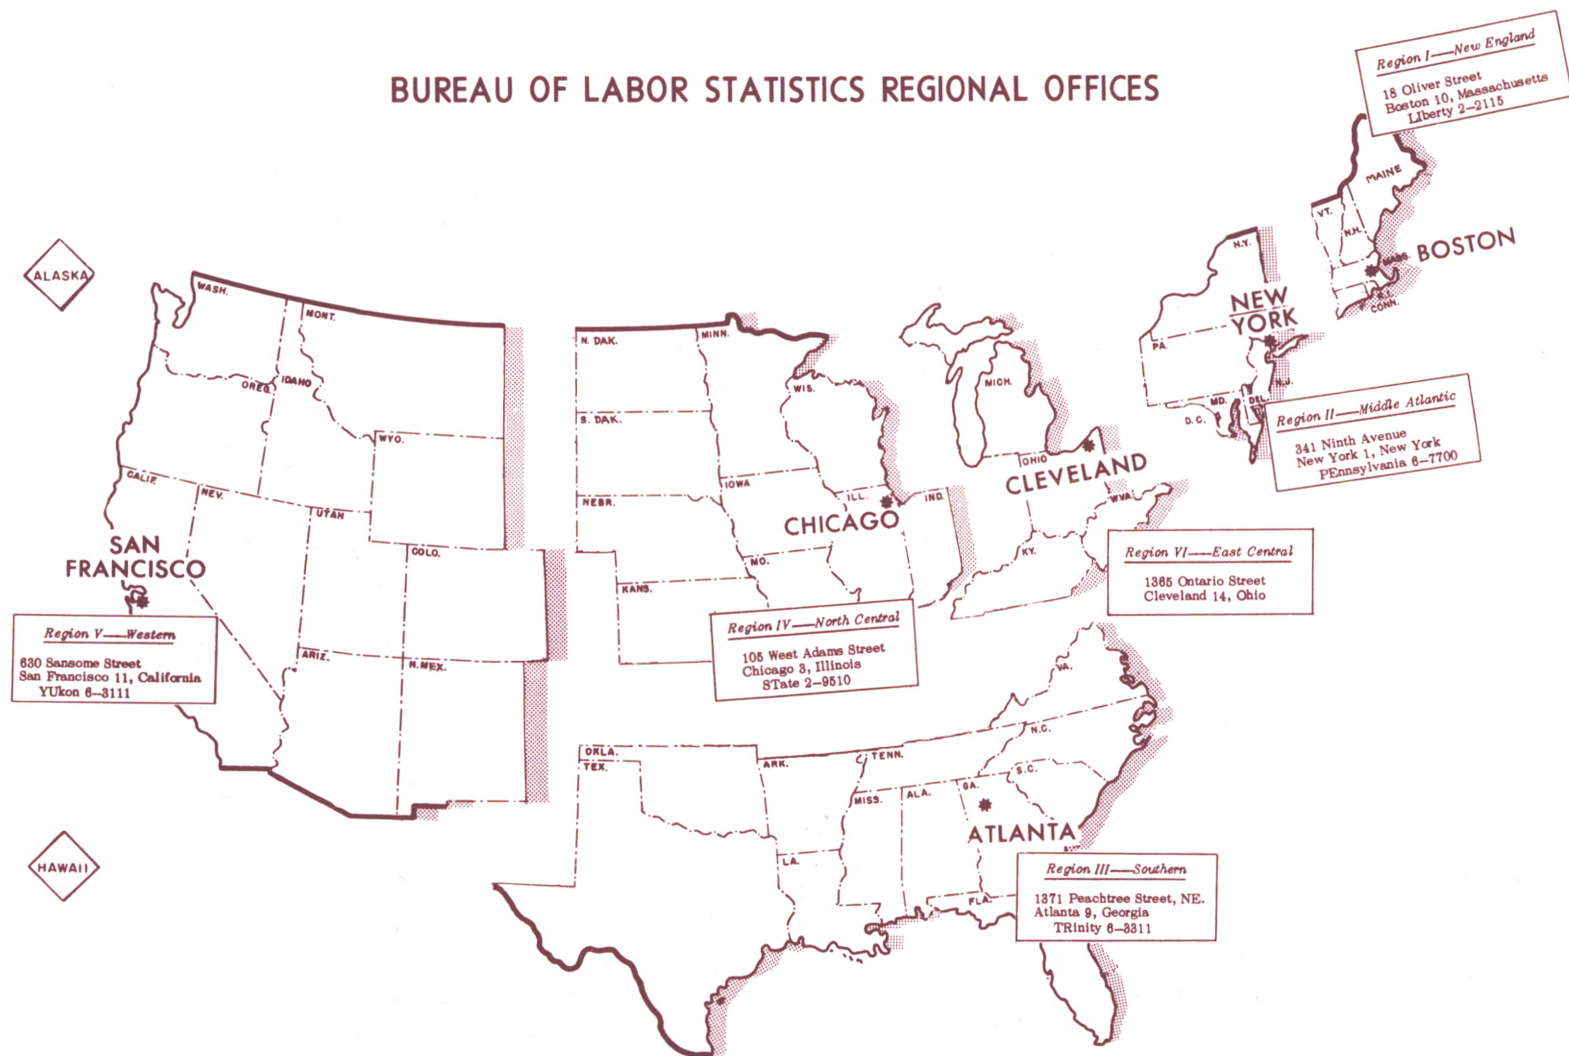 BUREAU OF LABOR STATISTICS REGIONAL OFFICES
Region I—New England
18 Oliver Street
Boston 10, Massachusetts
LIberty 2-2115
MAINE
VT.
N.H.
MASS.
BOSTON
R.I.
CONN.
N.Y.
NEW
YORK
PA.
N.J.
MD.
DEL.
D.C.
Region II—Middle Atlantic
341 Ninth Avenue
New York 1, New York
PEnnsylvania 6-7700
ALASKA
WASH.
MONT.
OREG.
IDAHO
WYO.
CALIF.
NEV.
UTAH
COLO.
SAN
FRANCISCO
Region V—Western
630 Sansome Street
San Francisco 11, California
YUkon 6-3111
ARIZ.
N.MEX.
N. DAK.
MINN.
WIS.
S. DAK.
IOWA
NEBR.
ILL.
IND.
CHICAGO
MO.
KANS.
Region IV—North Central
105 West Adams Street
Chicago 3, Illinois
STate 2-9510
MICH.
OHIO
CLEVELAND
W.VA.
KY.
Region VI—East Central
1365 Ontario Street
Cleveland 14, Ohio
VA.
N.C.
OKLA.
TEX.
ARK.
TENN.
S.C.
MISS.
ALA.
GA.
ATLANTA
LA.
FLA.
Region III—Southern
1371 Peachtree Street, NE.
Atlanta 9, Georgia
TRinity 6-3311
HAWAII